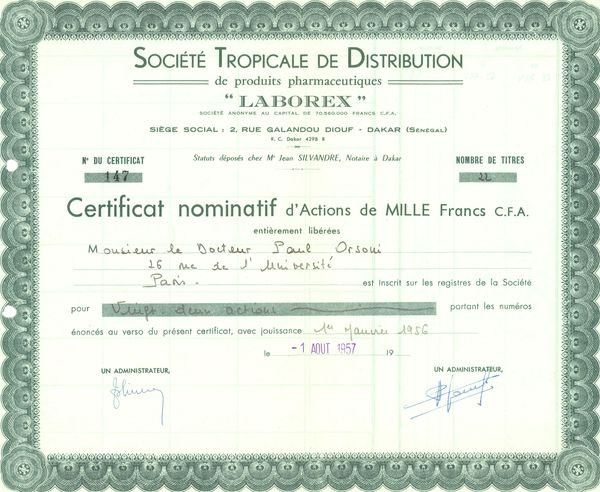 SOCIÉTÉ TROPICALE DE DISTRIBUTION
de produits pharmaceutiques
“ LABOREX ”
SOCIÉTÉ ANONYME AU CAPITAL DE 70.560.000 FRANCS C.F.A.
SIÈGE SOCIAL : 2, RUE GALANDOU DIOUF - DAKAR (SÉNÉGAL)
R. C. Dakar 4298 B
Statuts déposés chez Me Jean SILVANDRE, Notaire à Dakar
N° DU CERTIFICAT
147
NOMBRE DE TITRES
22
Certificat nominatif d'Actions de MILLE Francs C.F.A.
entièrement libérées
Monsieur le Docteur Paul Orsoni
26 rue de l'Université
Paris. est inscrit sur les registres de la Société
pour Vingt deux actions portant les numéros
énoncés au verso du présent certificat, avec jouissance 1er Janvier 1956
le -1 AOUT 1957 19
UN ADMINISTRATEUR,
UN ADMINISTRATEUR,